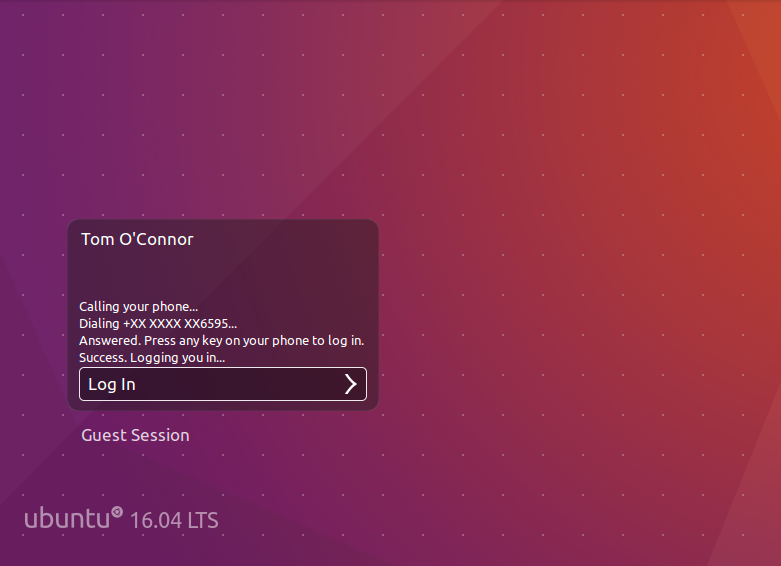 Tom O'Connor
Calling your phone...
Dialing +XX XXXX XX6595...
Answered. Press any key on your phone to log in.
Success. Logging you in...
Log In
Guest Session
ubuntu 16.04 LTS